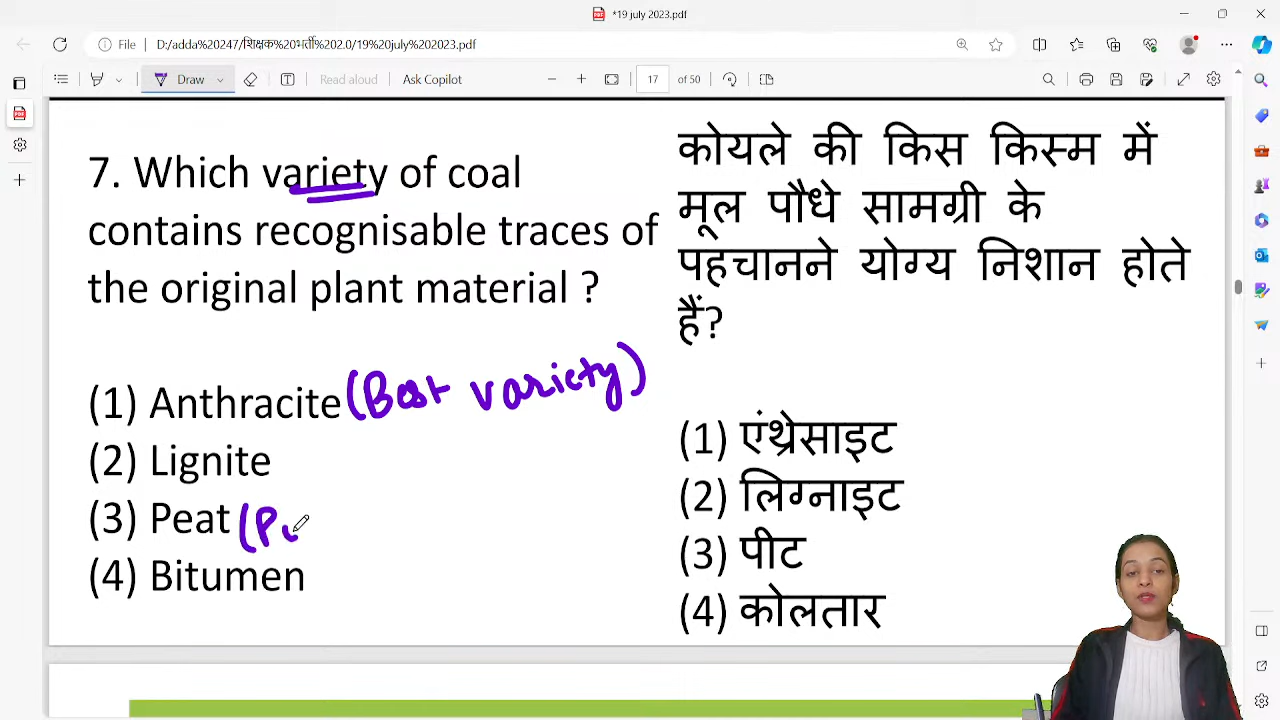 *19 july 2023.pdf
File D:/adda%20247/शिक्षक%20भर्ती%202.0/19%20july%202023.pdf
Draw Read aloud Ask Copilot 17 of 50
7. Which variety of coal
contains recognisable traces of
the original plant material ?
(1) Anthracite (Best variety)
(2) Lignite
(3) Peat
(4) Bitumen
कोयले की किस किस्म में
मूल पौधे सामग्री के
पहचानने योग्य निशान होते
हैं?
(1) एंथ्रेसाइट
(2) लिग्नाइट
(3) पीट
(4) कोलतार